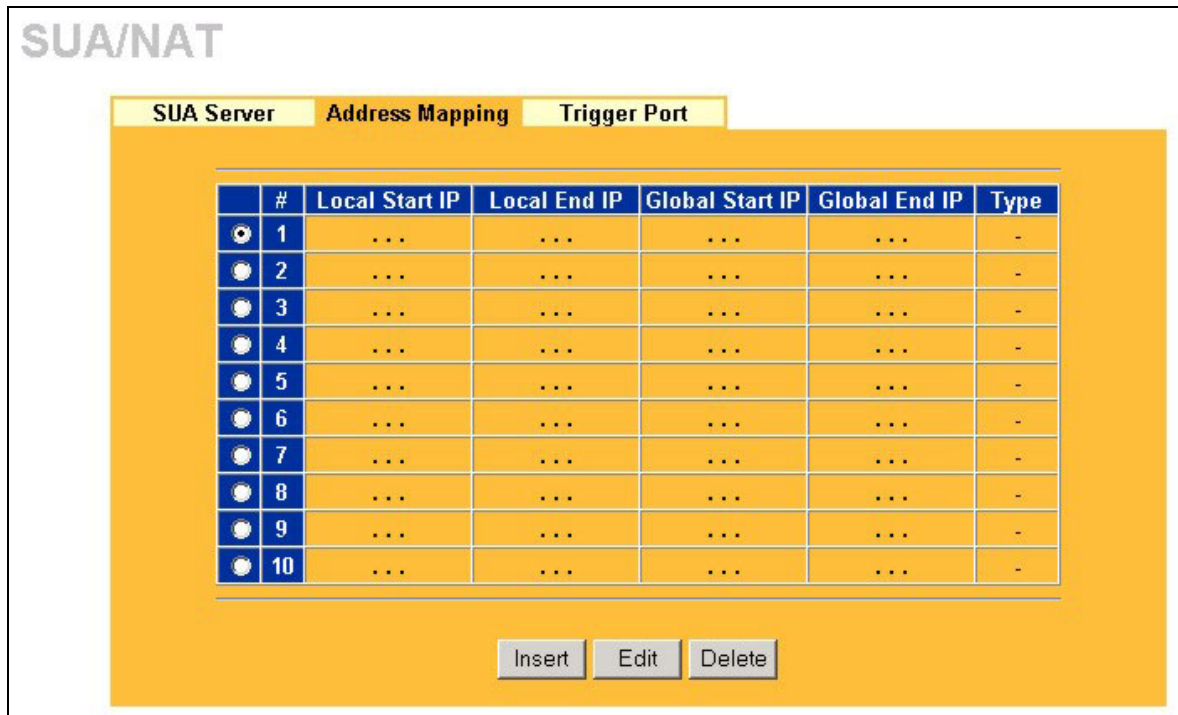 SUA/NAT
SUA Server Address Mapping Trigger Port
# Local Start IP Local End IP Global Start IP Global End IP Type
1 . . . . . . . . . . . . -
2 . . . . . . . . . . . . -
3 . . . . . . . . . . . . -
4 . . . . . . . . . . . . -
5 . . . . . . . . . . . . -
6 . . . . . . . . . . . . -
7 . . . . . . . . . . . . -
8 . . . . . . . . . . . . -
9 . . . . . . . . . . . . -
10 . . . . . . . . . . . . -
Insert Edit Delete